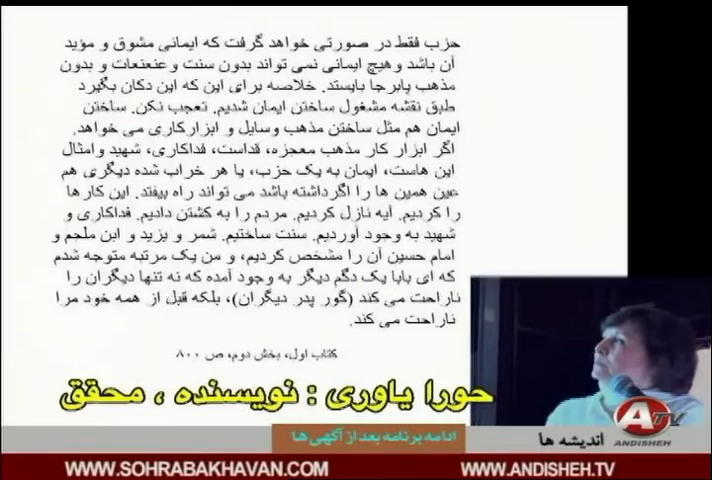 حزب فقط در صورتی خواهد گرفت که ایمانی مشوق و مؤید
آن باشد وهیچ ایمانی نمی تواند بدون سنت وعنعنات و بدون
مذهب پابرجا بایستد. خلاصه برای این که این دکان بگیرد
طبق نقشه مشغول ساختن ایمان شدیم. تعجب نکن. ساختن
ایمان هم مثل ساختن مذهب وسایل و ابزارکاری می خواهد.
اگر ابزار کار مذهب معجزه، قداست، فداکاری، شهید وامثال
این هاست، ایمان به یک حزب، یا هر خراب شده دیگری هم
عین همین ها را اگرداشته باشد می تواند راه بیفتد. این کارها
را کردیم. آیه نازل کردیم. مردم را به کشتن دادیم. فداکاری و
شهید به وجود آوردیم. سنت ساختیم. شمر و یزید و ابن ملجم و
امام حسین آن را مشخص کردیم، و من یک مرتبه متوجه شدم
که ای بابا یک دگم دیگر به وجود آمده که نه تنها دیگران را
ناراحت می کند (گور پدر دیگران)، بلکه قبل از همه خود مرا
ناراحت می کند.
کتاب اول، بخش دوم، ص ۸۰۰
حورا یاوری : نویسنده ، محقق
ادامه برنامه بعد از آگهی ها
اندیشه ها
ATV
ANDISHEH
WWW.SOHRABAKHAVAN.COM
WWW.ANDISHEH.TV